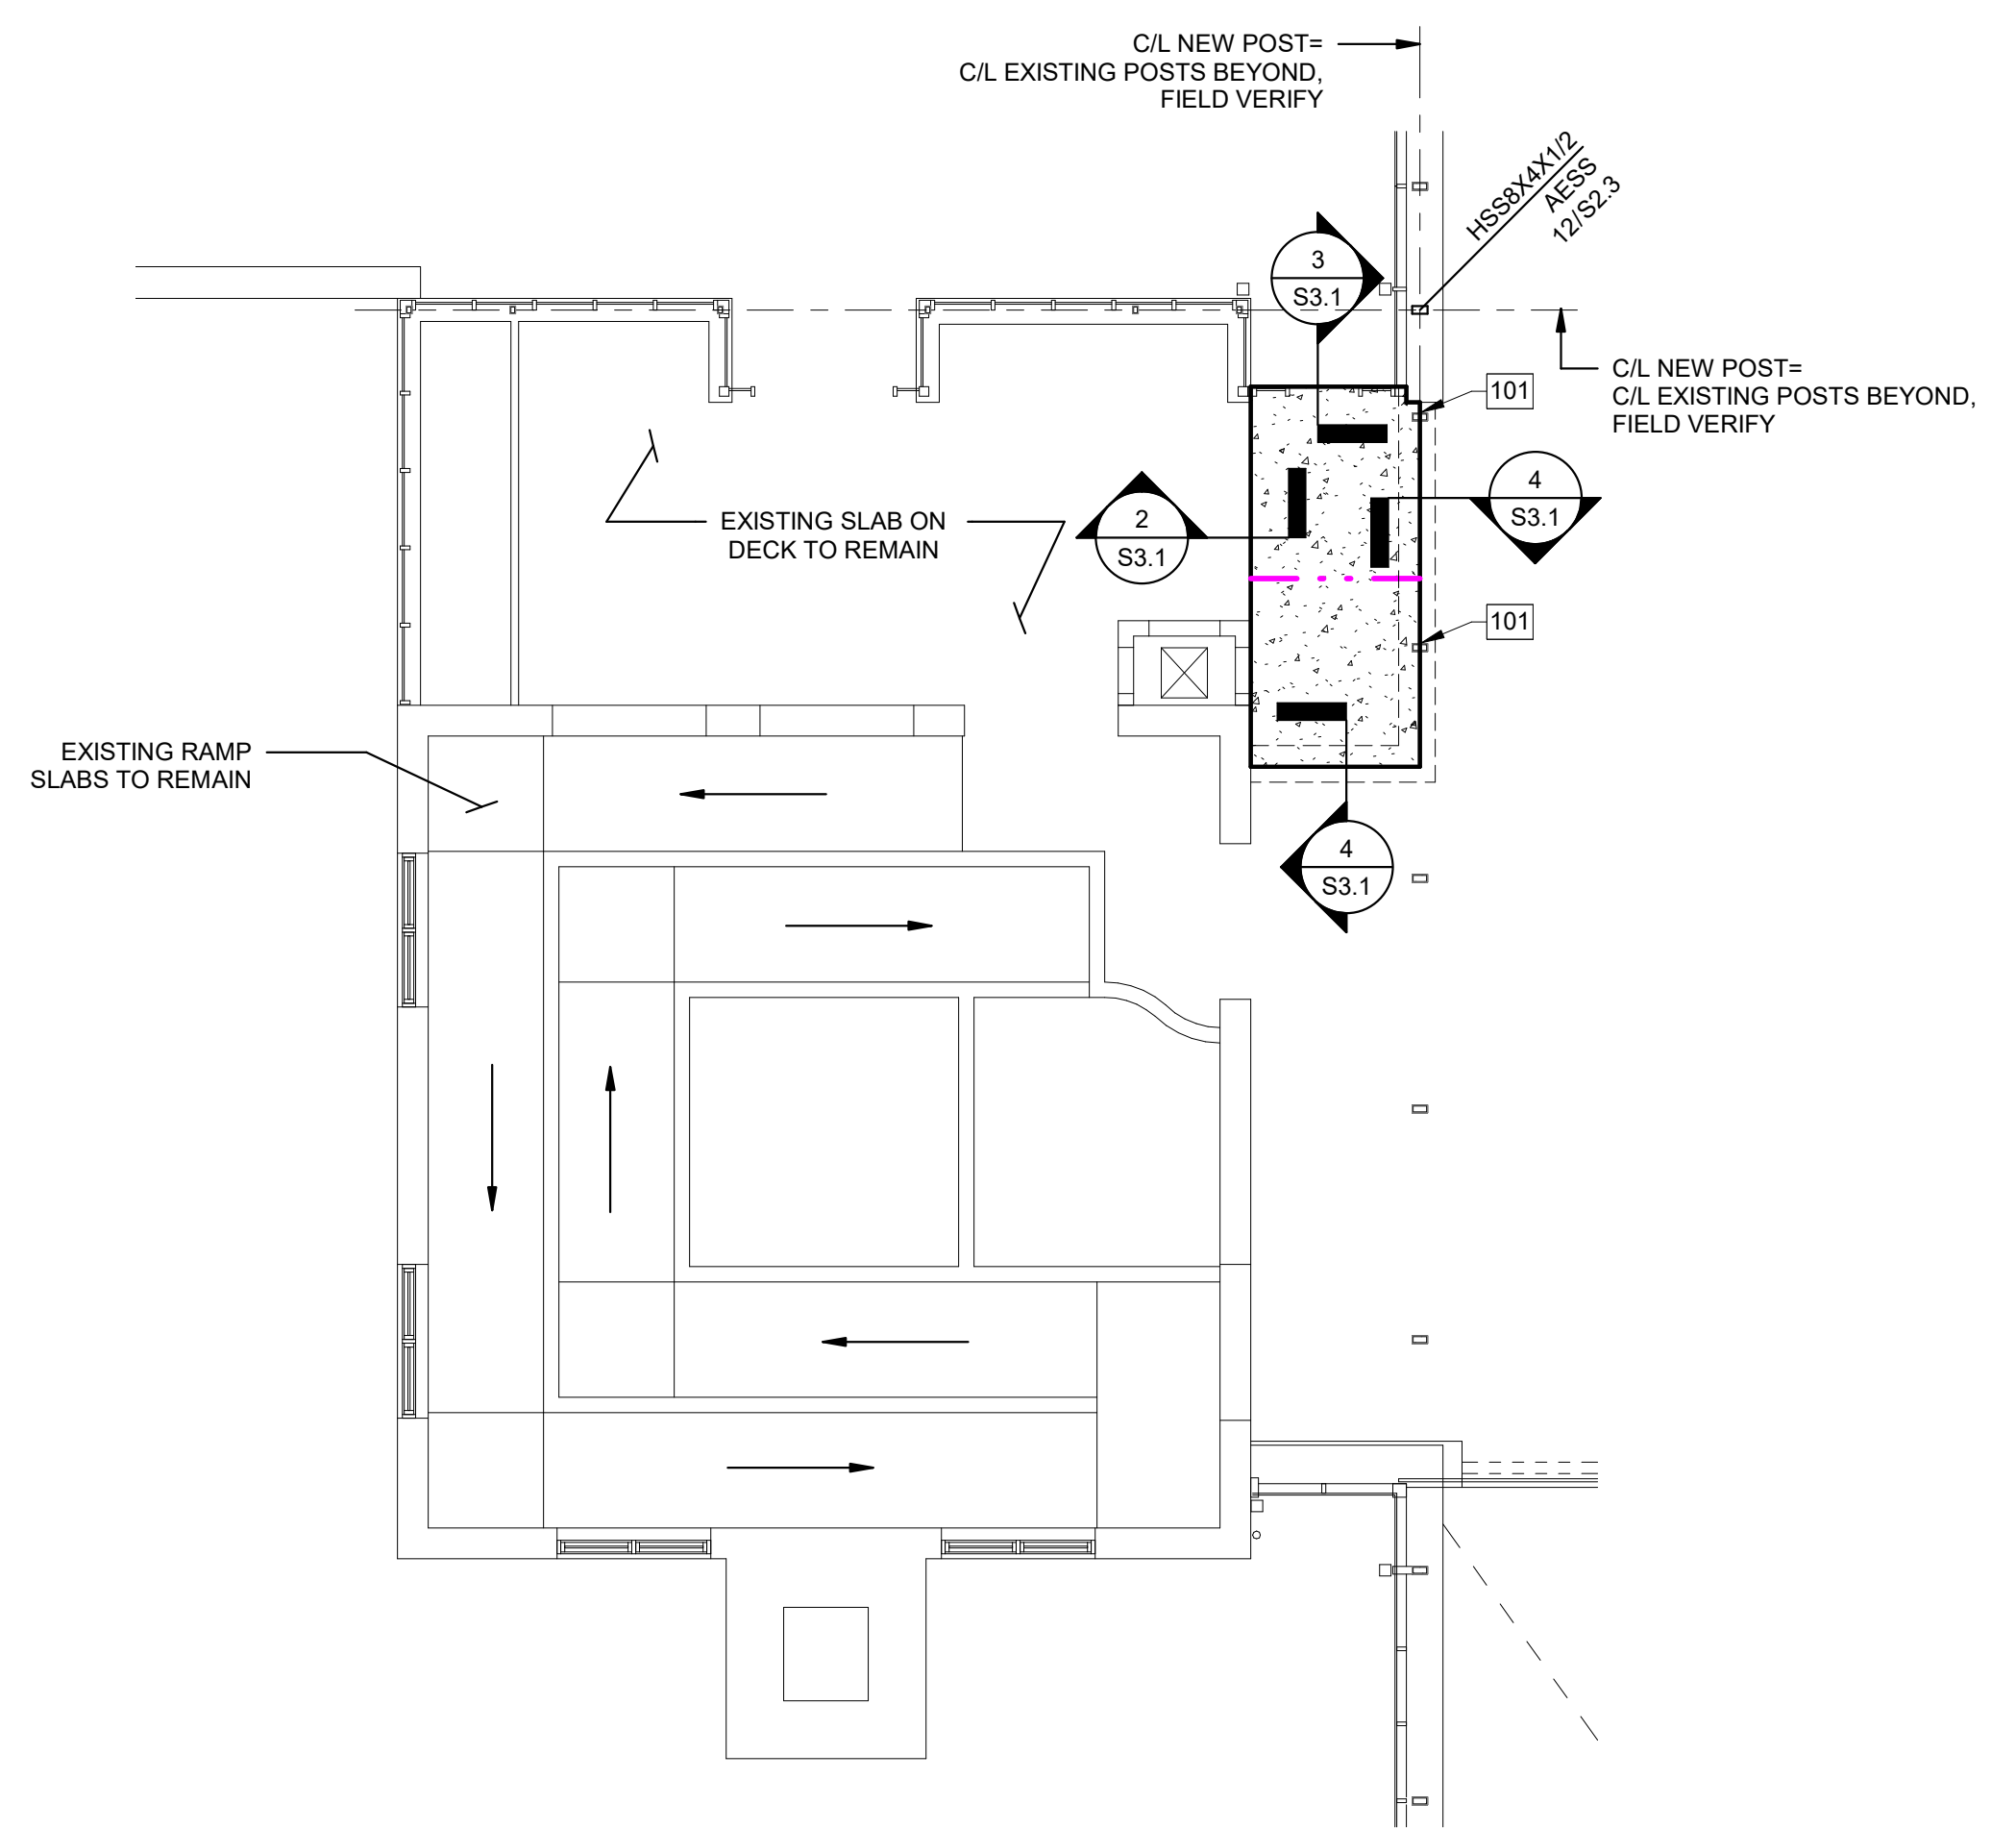 C/L NEW POST=
C/L EXISTING POSTS BEYOND,
FIELD VERIFY
HSS8X4X1/2
AESS
12/S2.3
3
S3.1
C/L NEW POST=
C/L EXISTING POSTS BEYOND,
FIELD VERIFY
101
4
S3.1
2
S3.1
EXISTING SLAB ON
DECK TO REMAIN
101
EXISTING RAMP
SLABS TO REMAIN
4
S3.1